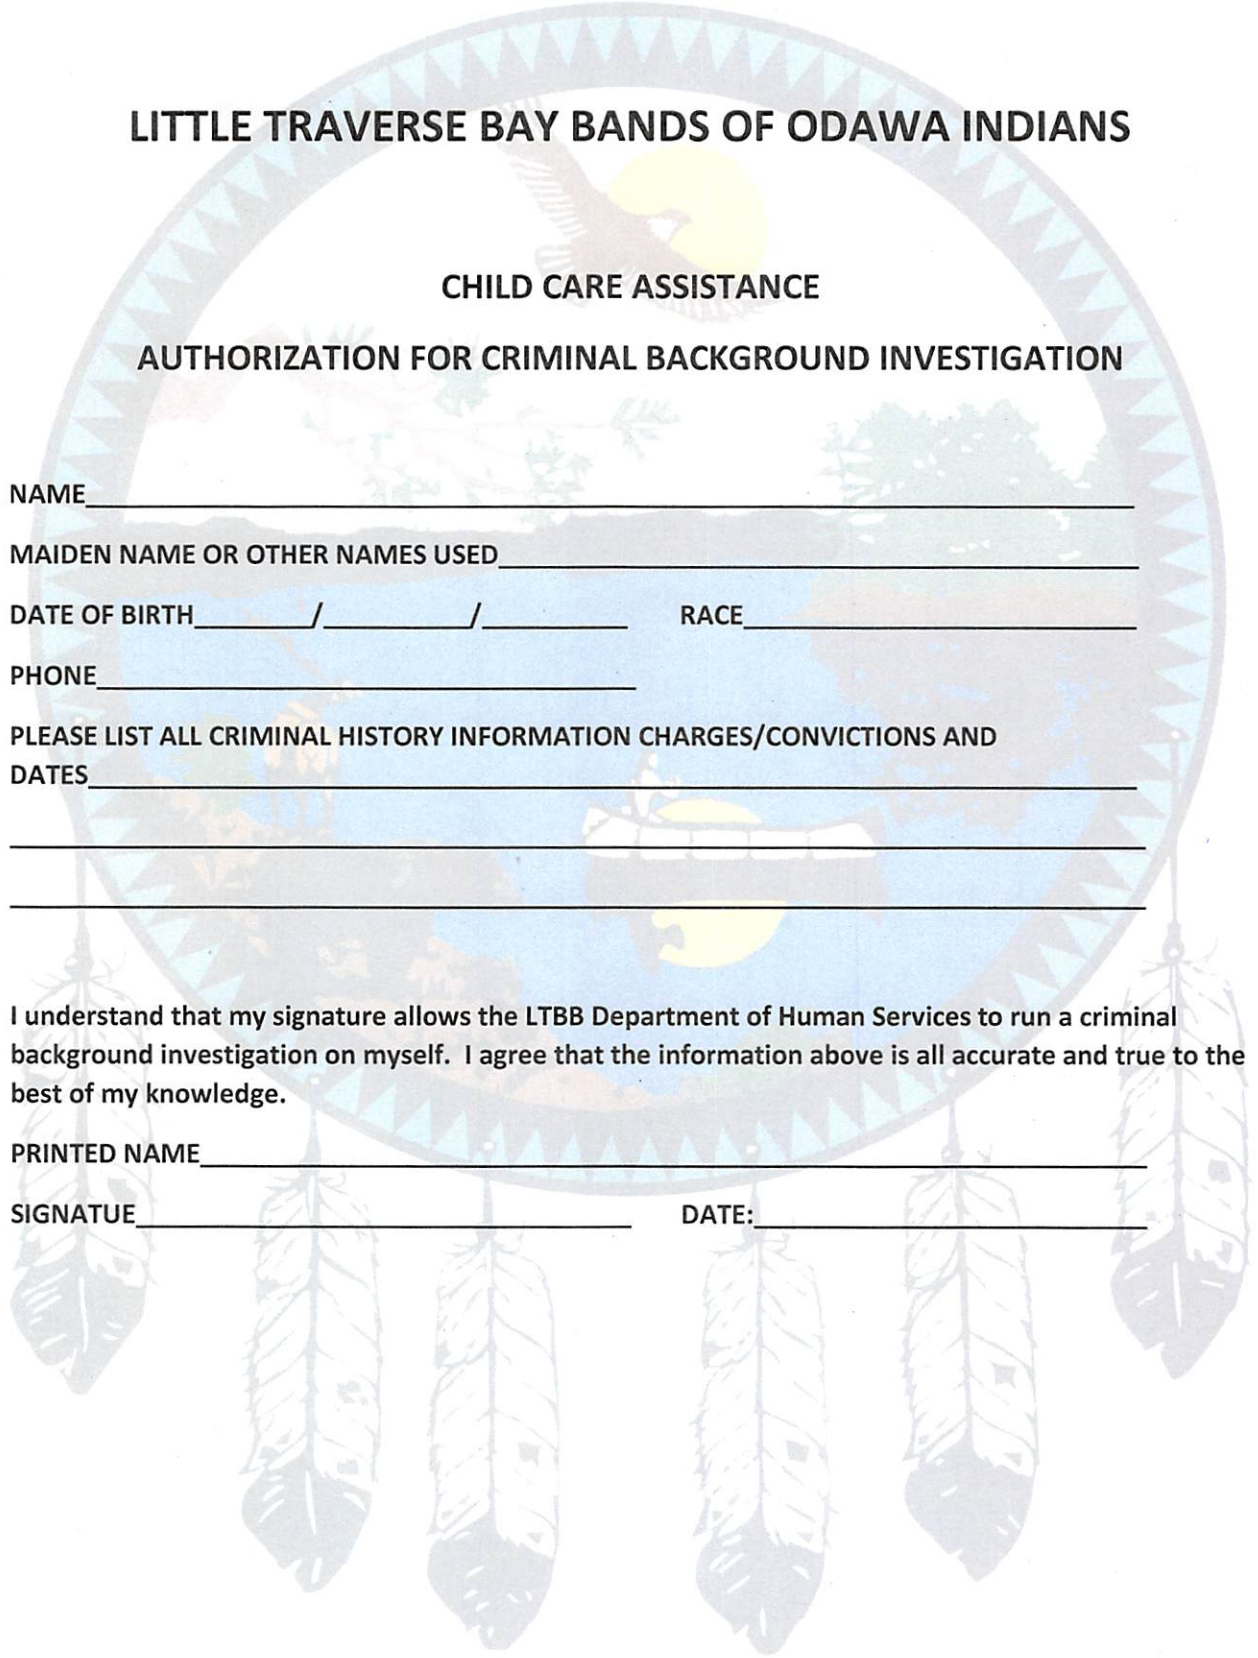 LITTLE TRAVERSE BAY BANDS OF ODAWA INDIANS
CHILD CARE ASSISTANCE
AUTHORIZATION FOR CRIMINAL BACKGROUND INVESTIGATION
NAME
MAIDEN NAME OR OTHER NAMES USED
DATE OF BIRTH / / RACE
PHONE
PLEASE LIST ALL CRIMINAL HISTORY INFORMATION CHARGES/CONVICTIONS AND
DATES
I understand that my signature allows the LTBB Department of Human Services to run a criminal
background investigation on myself. I agree that the information above is all accurate and true to the
best of my knowledge.
PRINTED NAME
SIGNATUE DATE: